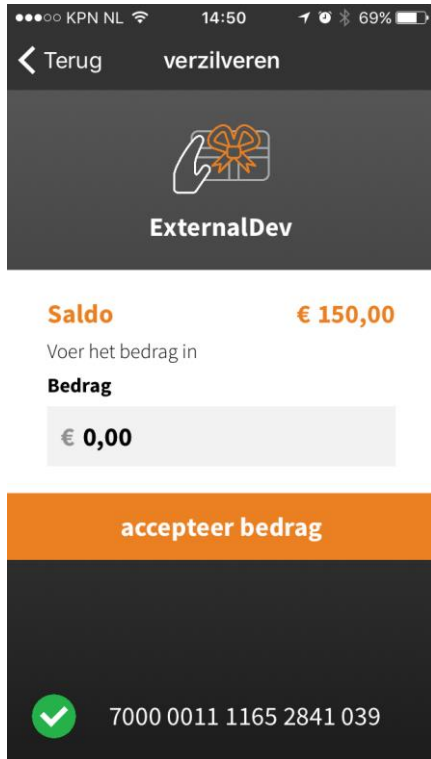 KPN NL 14:50 69%
Terug verzilveren
ExternalDev
Saldo € 150,00
Voer het bedrag in
Bedrag
€ 0,00
accepteer bedrag
7000 0011 1165 2841 039